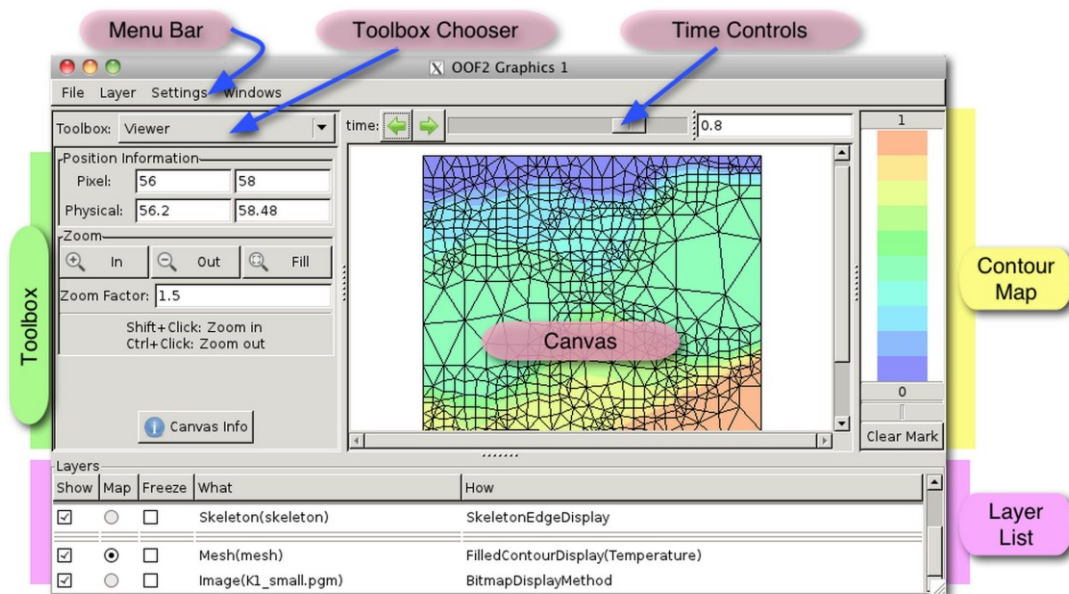 Menu Bar
Toolbox Chooser
Time Controls
OOF2 Graphics 1
File Layer Settings Windows
Toolbox: Viewer
time:
0.8
1
Position Information
Pixel: 56 58
Physical: 56.2 58.48
Zoom
In Out Fill
Zoom Factor: 1.5
Shift+Click: Zoom in
Ctrl+Click: Zoom out
Canvas Info
Toolbox
Canvas
Contour
Map
0
Clear Mark
Layers
Show Map Freeze What How
Skeleton(skeleton) SkeletonEdgeDisplay
Mesh(mesh) FilledContourDisplay(Temperature)
Image(K1_small.pgm) BitmapDisplayMethod
Layer
List